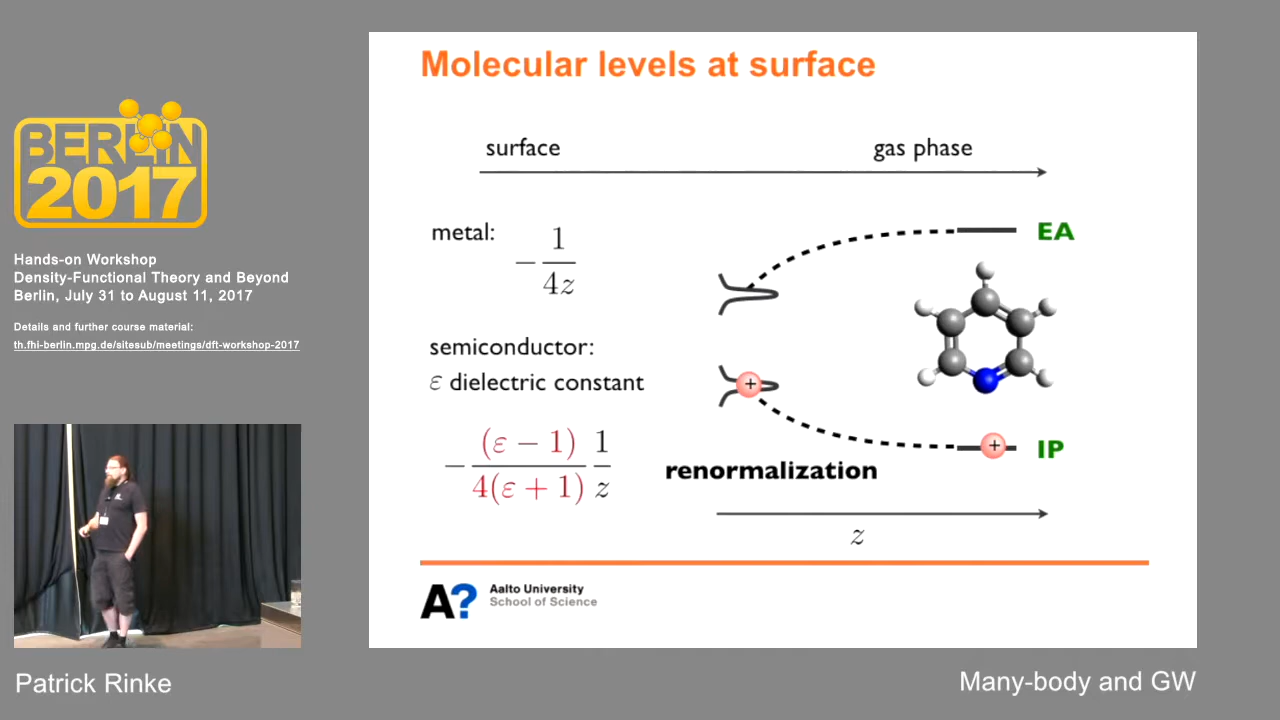 BERLIN
2017
Hands-on Workshop
Density-Functional Theory and Beyond
Berlin, July 31 to August 11, 2017
Details and further course material:
th.fhi-berlin.mpg.de/sitesub/meetings/dft-workshop-2017
Patrick Rinke
Molecular levels at surface
surface
gas phase
metal:
−1/4z
EA
semiconductor:
ε dielectric constant
−(ε − 1)/4(ε + 1) 1/z
+
+
IP
renormalization
z
A?
Aalto University
School of Science
Many-body and GW